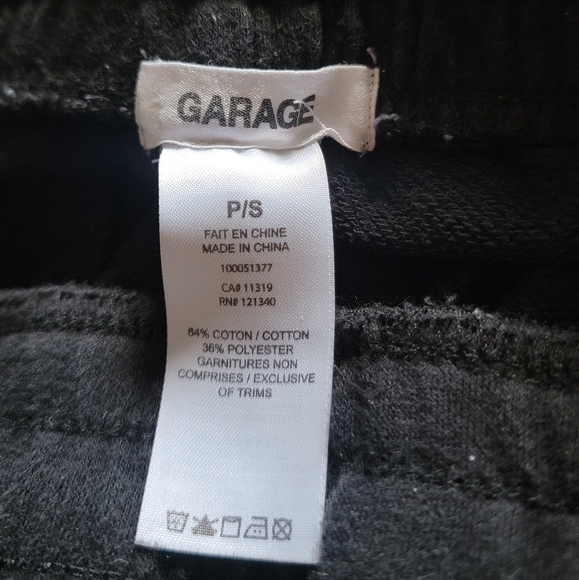 GARAGE
P/S
FAIT EN CHINE
MADE IN CHINA
100051377
CA# 11319
RN# 121340
64% COTON / COTTON
36% POLYESTER
GARNITURES NON
COMPRISES / EXCLUSIVE
OF TRIMS